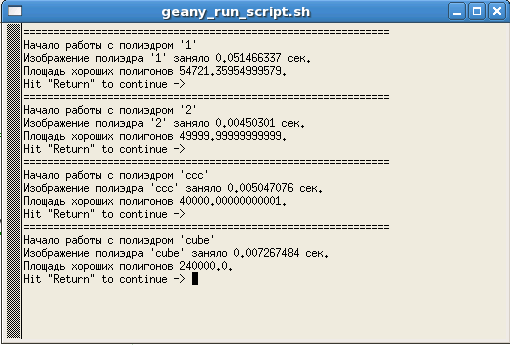 geany_run_script.sh
=======================================================
Начало работы с полиэдром '1'
Изображение полиэдра '1' заняло 0.051466337 сек.
Площадь хороших полигонов 54721.35954999579.
Hit "Return" to continue ->
=======================================================
Начало работы с полиэдром '2'
Изображение полиэдра '2' заняло 0.00450301 сек.
Площадь хороших полигонов 49999.99999999999.
Hit "Return" to continue ->
=======================================================
Начало работы с полиэдром 'ccc'
Изображение полиэдра 'ccc' заняло 0.005047076 сек.
Площадь хороших полигонов 40000.00000000001.
Hit "Return" to continue ->
=======================================================
Начало работы с полиэдром 'cube'
Изображение полиэдра 'cube' заняло 0.007267484 сек.
Площадь хороших полигонов 240000.0.
Hit "Return" to continue ->